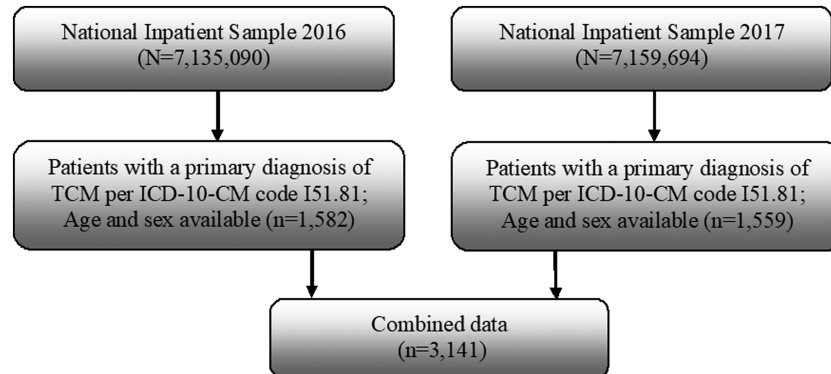 National Inpatient Sample 2016
(N=7,135,090)
National Inpatient Sample 2017
(N=7,159,694)
Patients with a primary diagnosis of
TCM per ICD-10-CM code I51.81;
Age and sex available (n=1,582)
Patients with a primary diagnosis of
TCM per ICD-10-CM code I51.81;
Age and sex available (n=1,559)
Combined data
(n=3,141)